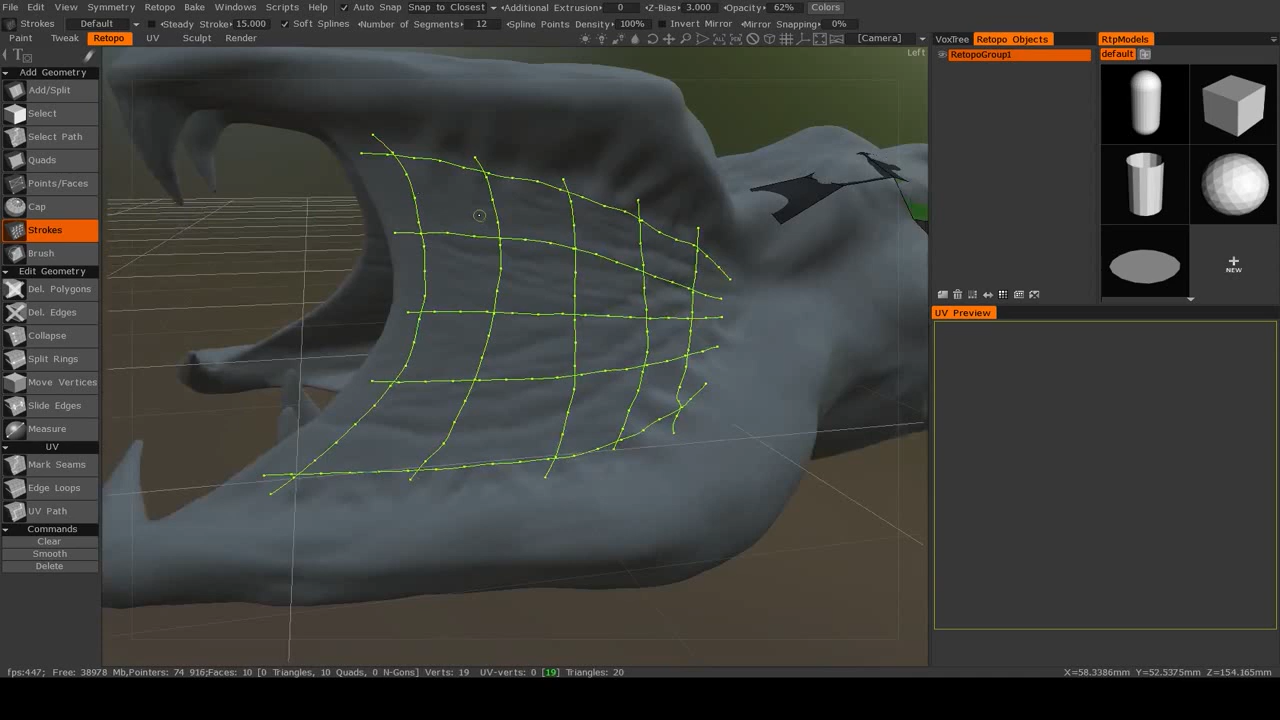 File Edit View Symmetry Retopo Bake Windows Scripts Help Auto Snap Snap to Closest Additional Extrusion 0 Z-Bias 3.000 Opacity 62% Colors
Strokes Default Steady Stroke 15.000 Soft Splines Number of Segments 12 Spline Points Density 100% Invert Mirror Mirror Snapping 0%
Paint Tweak Retopo UV Sculpt Render [Camera] VoxTree Retopo Objects RtpModels
Left
RetopoGroup1 default
Add Geometry
Add/Split
Select
Select Path
Quads
Points/Faces
Cap
Strokes
Brush
NEW
Edit Geometry
Del. Polygons
Del. Edges
UV Preview
Collapse
Split Rings
Move Vertices
Slide Edges
Measure
UV
Mark Seams
Edge Loops
UV Path
Commands
Clear
Smooth
Delete
fps:447; Free: 38978 Mb,Pointers: 74 916;Faces: 10 [0 Triangles, 10 Quads, 0 N-Gons] Verts: 19 UV-verts: 0 [19] Triangles: 20 X=58.3386mm Y=52.5375mm Z=154.165mm